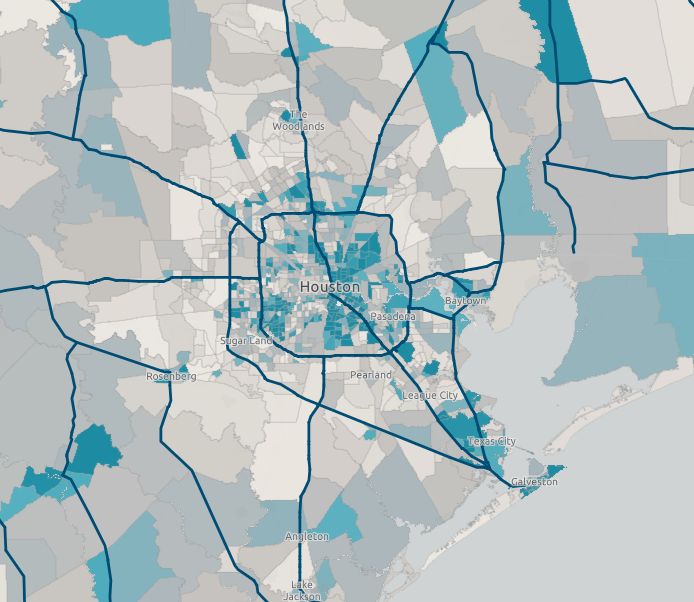 The
Woodlands
Houston
Baytown
Pasadena
Sugar Land
Rosenberg
Pearland
League City
Texas City
Galveston
Angleton
Lake
Jackson